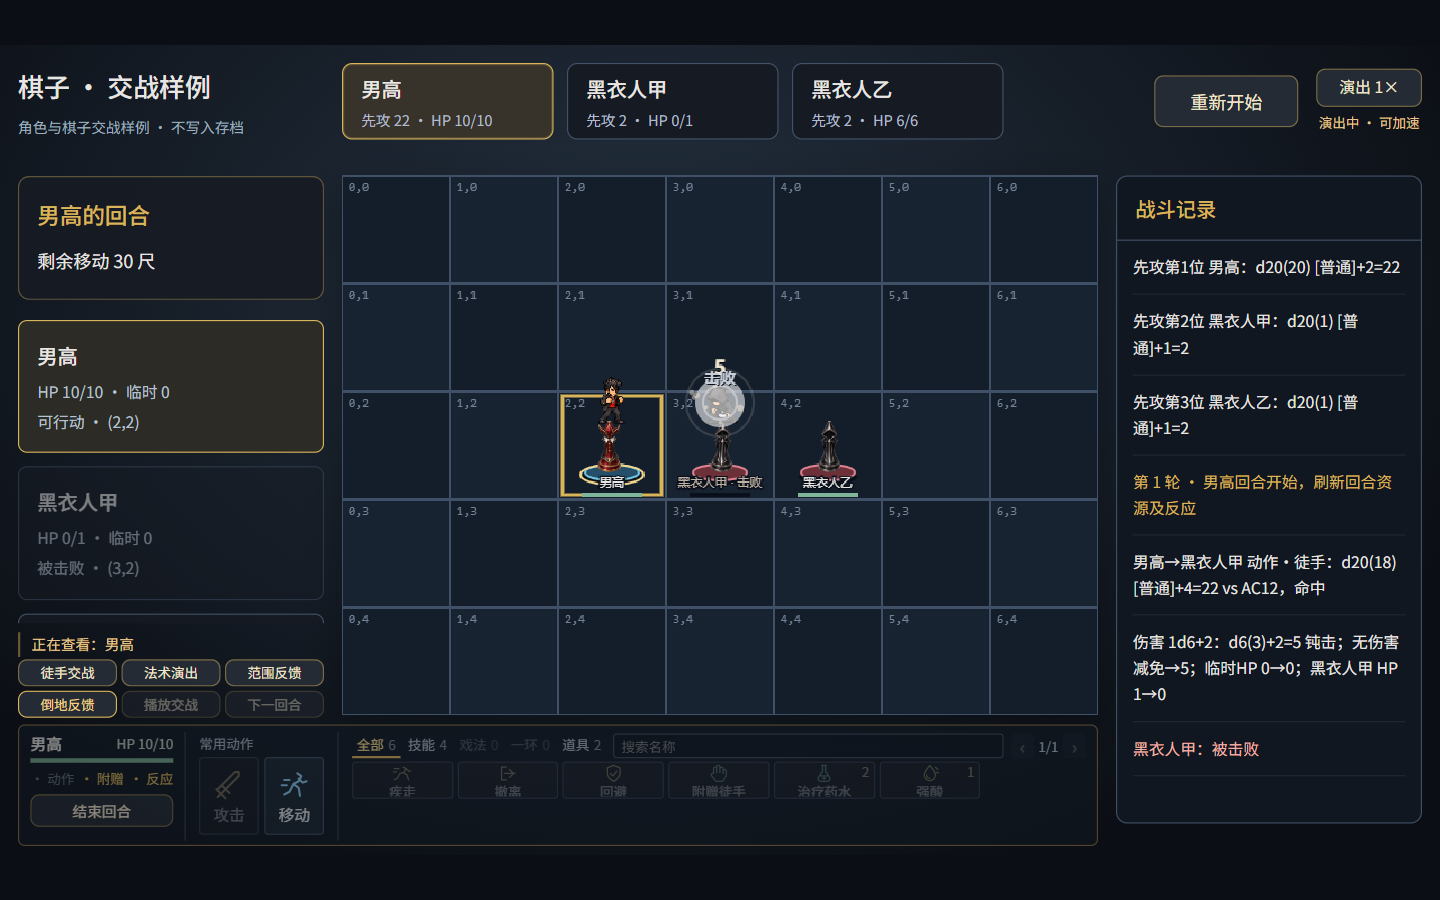 棋子 · 交战样例
角色与棋子交战样例 · 不写入存档
男高
先攻 22 · HP 10/10
黑衣人甲
先攻 2 · HP 0/1
黑衣人乙
先攻 2 · HP 6/6
重新开始
演出 1×
演出中 · 可加速
男高的回合
剩余移动 30 尺
男高
HP 10/10 · 临时 0
可行动 · (2,2)
黑衣人甲
HP 0/1 · 临时 0
被击败 · (3,2)
正在查看：男高
徒手交战 法术演出 范围反馈
倒地反馈 播放交战 下一回合
0,0 1,0 2,0 3,0 4,0 5,0 6,0
0,1 1,1 2,1 3,1 4,1 5,1 6,1
5
击败
0,2 1,2 2,2 3,2 4,2 5,2 6,2
男高 黑衣人甲 · 击败 黑衣人乙
0,3 1,3 2,3 3,3 4,3 5,3 6,3
0,4 1,4 2,4 3,4 4,4 5,4 6,4
战斗记录
先攻第1位 男高：d20(20) [普通]+2=22
先攻第2位 黑衣人甲：d20(1) [普
通]+1=2
先攻第3位 黑衣人乙：d20(1) [普
通]+1=2
第 1 轮 · 男高回合开始，刷新回合资
源及反应
男高→黑衣人甲 动作·徒手：d20(18)
[普通]+4=22 vs AC12，命中
伤害 1d6+2：d6(3)+2=5 钝击；无伤害
减免→5；临时HP 0→0；黑衣人甲 HP
1→0
黑衣人甲：被击败
男高 HP 10/10
· 动作 · 附赠 · 反应
结束回合
常用动作
攻击 移动
全部 6 技能 4 戏法 0 一环 0 道具 2 搜索名称 ‹ 1/1 ›
疾走 撤离 回避 附赠徒手 治疗药水 2 强酸 1